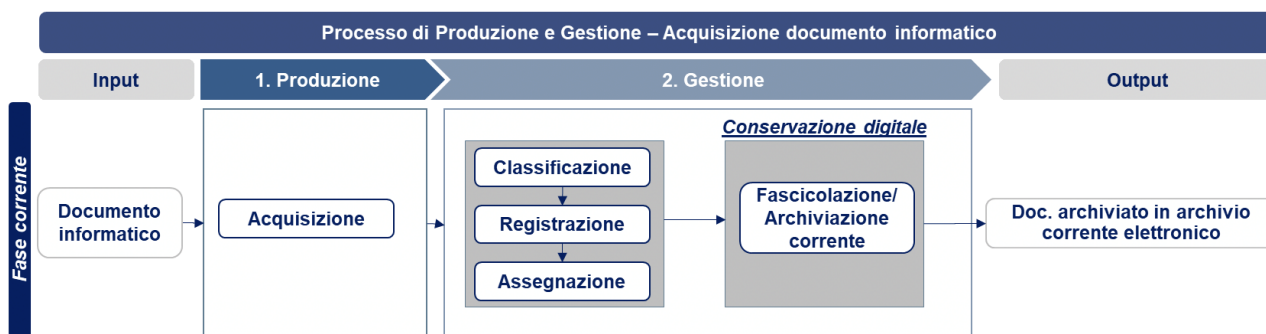 Processo di Produzione e Gestione – Acquisizione documento informatico
Input
1. Produzione
2. Gestione
Output
Fase corrente
Documento
informatico
Acquisizione
Classificazione
Registrazione
Assegnazione
Conservazione digitale
Fascicolazione/
Archiviazione
corrente
Doc. archiviato in archivio
corrente elettronico